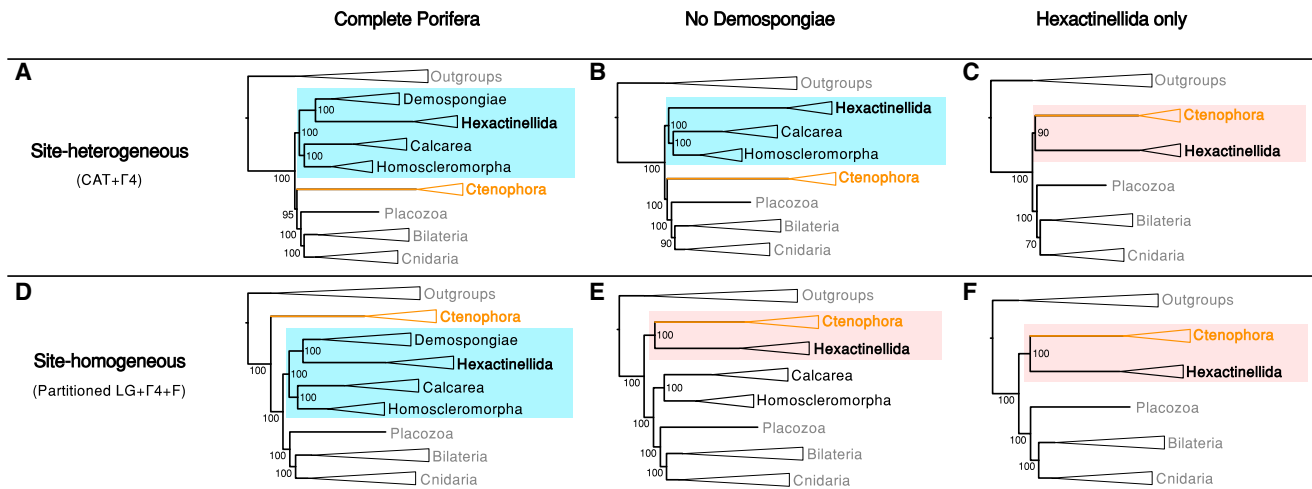 Complete Porifera
No Demospongiae
Hexactinellida only
Site-heterogeneous
(CAT+Γ4)
A
Outgroups
Demospongiae
100
Hexactinellida
100
Calcarea
100
Homoscleromorpha
100
Ctenophora
95
Placozoa
100
Bilateria
100
Cnidaria
B
Outgroups
Hexactinellida
100
Calcarea
100
Homoscleromorpha
100
Ctenophora
100
Placozoa
100
Bilateria
90
Cnidaria
C
Outgroups
Ctenophora
90
Hexactinellida
100
Placozoa
100
Bilateria
70
Cnidaria
Site-homogeneous
(Partitioned LG+Γ4+F)
D
Outgroups
Ctenophora
Demospongiae
100
Hexactinellida
100
Calcarea
100
Homoscleromorpha
100
100
Placozoa
100
Bilateria
100
Cnidaria
E
Outgroups
Ctenophora
100
Hexactinellida
100
Calcarea
100
Homoscleromorpha
100
Placozoa
100
Bilateria
100
Cnidaria
F
Outgroups
Ctenophora
100
Hexactinellida
100
Placozoa
100
Bilateria
100
Cnidaria